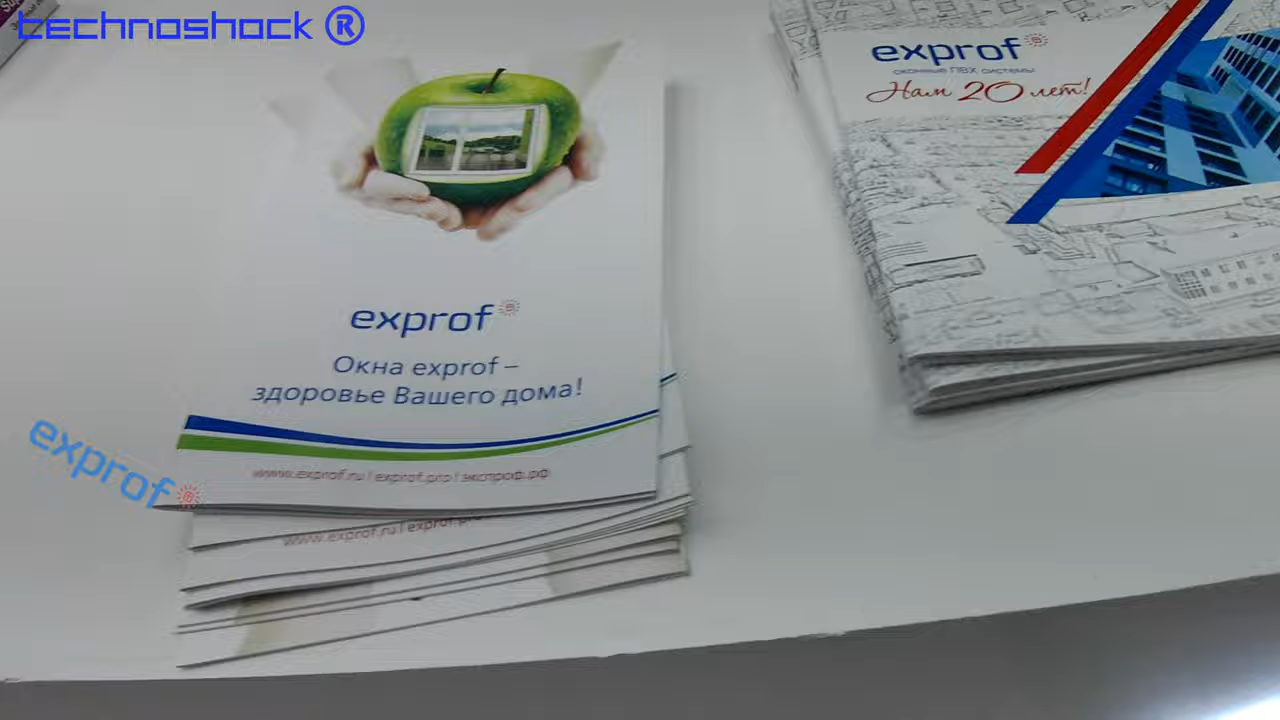 technoshock ®
exprof
Окна exprof –
здоровье Вашего дома!
www.exprof.ru | exprof.pro | экспроф.рф
www.exprof.ru | exprof.
exprof
exprof
оконные ПВХ системы
Нам 20 лет!